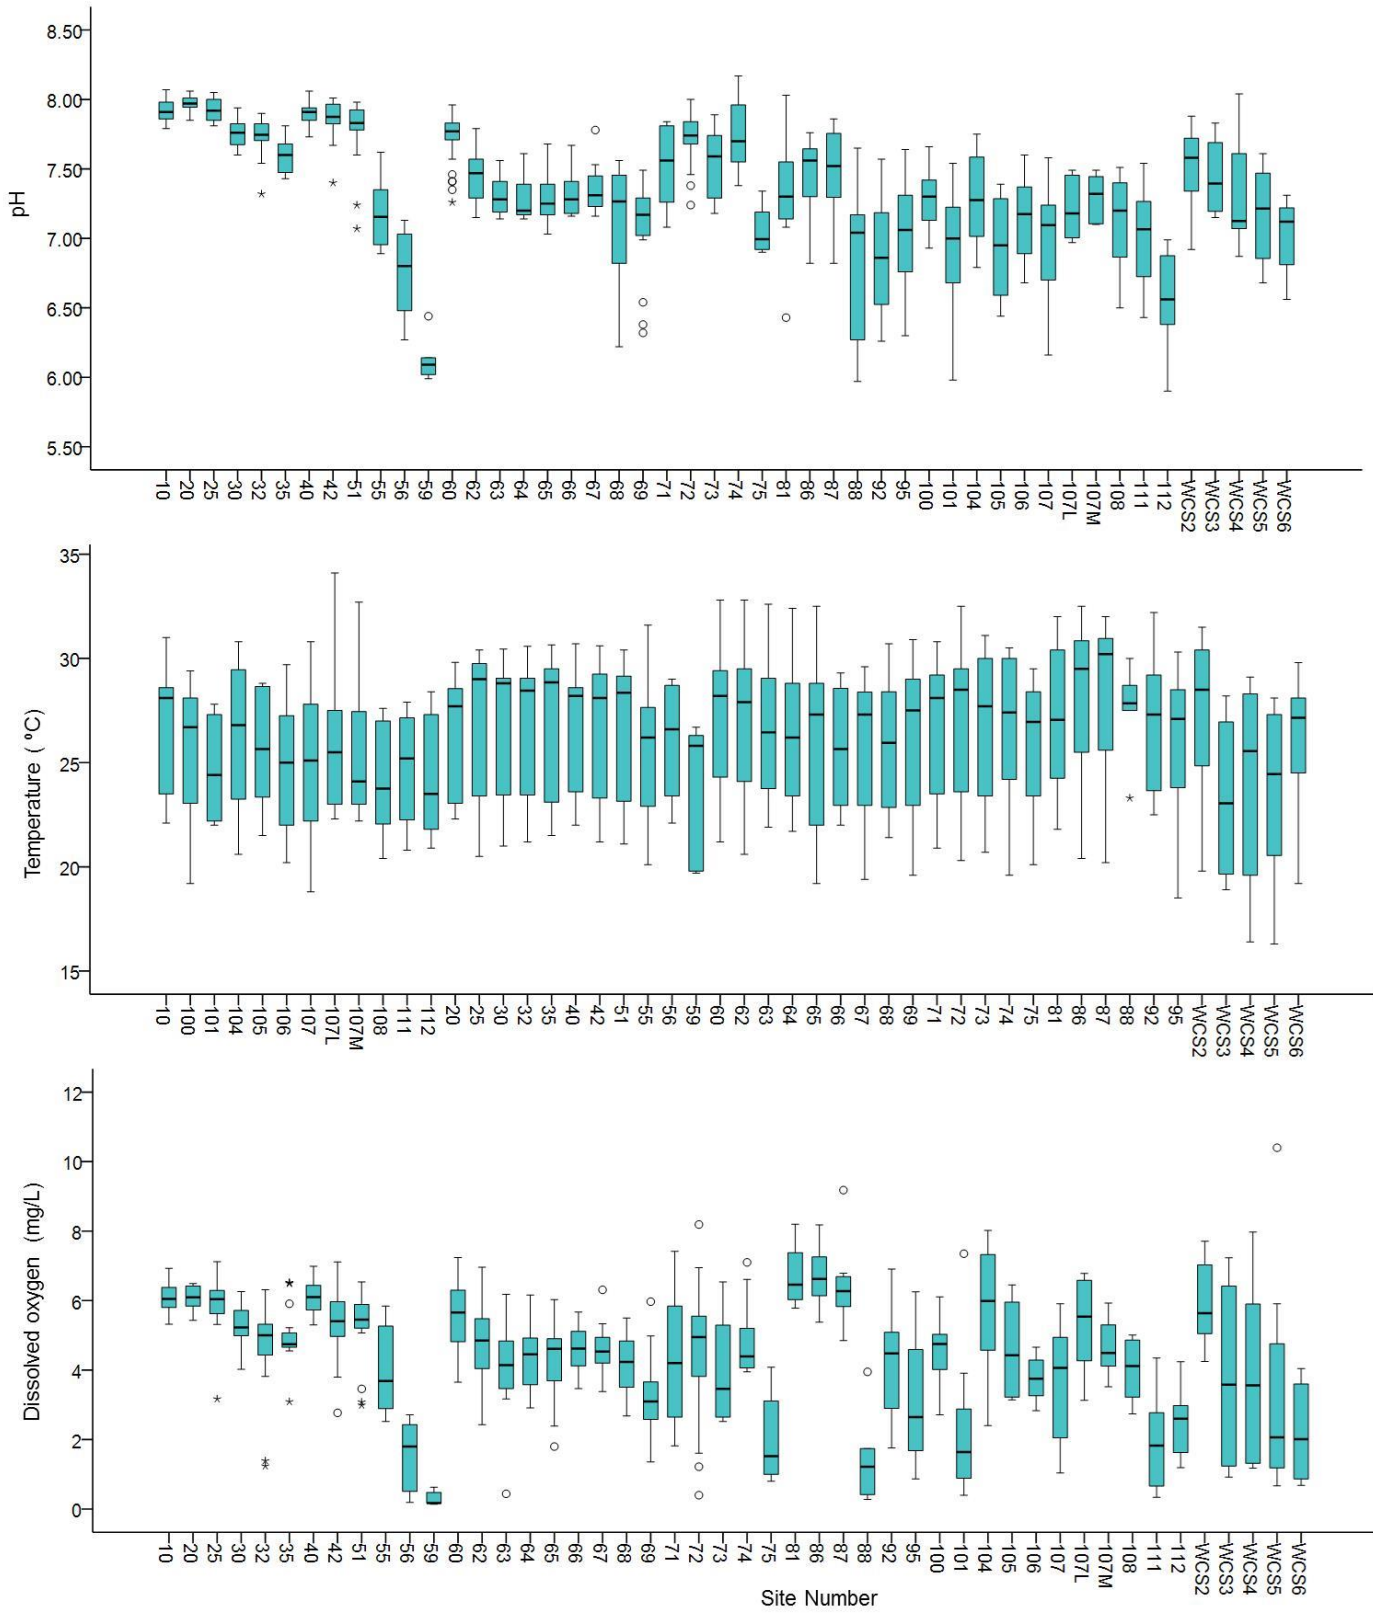 8.50
8.00
7.50
7.00
6.50
6.00
5.50
pH
10 20 25 30 32 35 40 42 51 55 56 59 60 62 63 64 65 66 67 68 69 71 72 73 74 75 81 86 87 88 92 95 100 101 104 105 106 107 107L 107M 108 111 112 WCS2 WCS3 WCS4 WCS5 WCS6
35
30
25
20
15
Temperature ( ºC)
10 100 101 104 105 106 107 107L 107M 108 111 112 20 25 30 32 35 40 42 51 55 56 59 60 62 63 64 65 66 67 68 69 71 72 73 74 75 81 86 87 88 92 95 WCS2 WCS3 WCS4 WCS5 WCS6
12
10
8
6
4
2
0
Dissolved oxygen (mg/L)
10 20 25 30 32 35 40 42 51 55 56 59 60 62 63 64 65 66 67 68 69 71 72 73 74 75 81 86 87 88 92 95 100 101 104 105 106 107 107L 107M 108 111 112 WCS2 WCS3 WCS4 WCS5 WCS6
Site Number